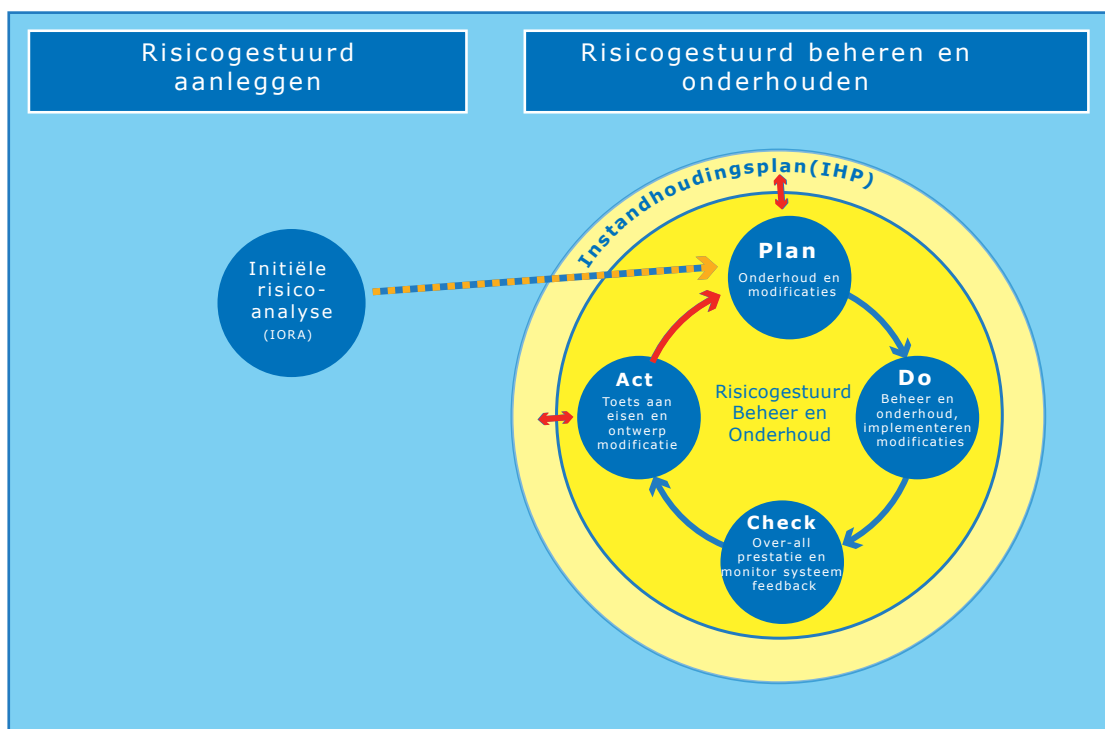 Risicogestuurd
aanleggen
Risicogestuurd beheren en
onderhouden
Instandhoudingsplan(IHP)
Initiële
risico-
analyse
(IORA)
Plan
Onderhoud en
modificaties
Do
Beheer en
onderhoud,
implementeren
modificaties
Check
Over-all
prestatie en
monitor systeem
feedback
Act
Toets aan
eisen en
ontwerp
modificatie
Risicogestuurd
Beheer en
Onderhoud